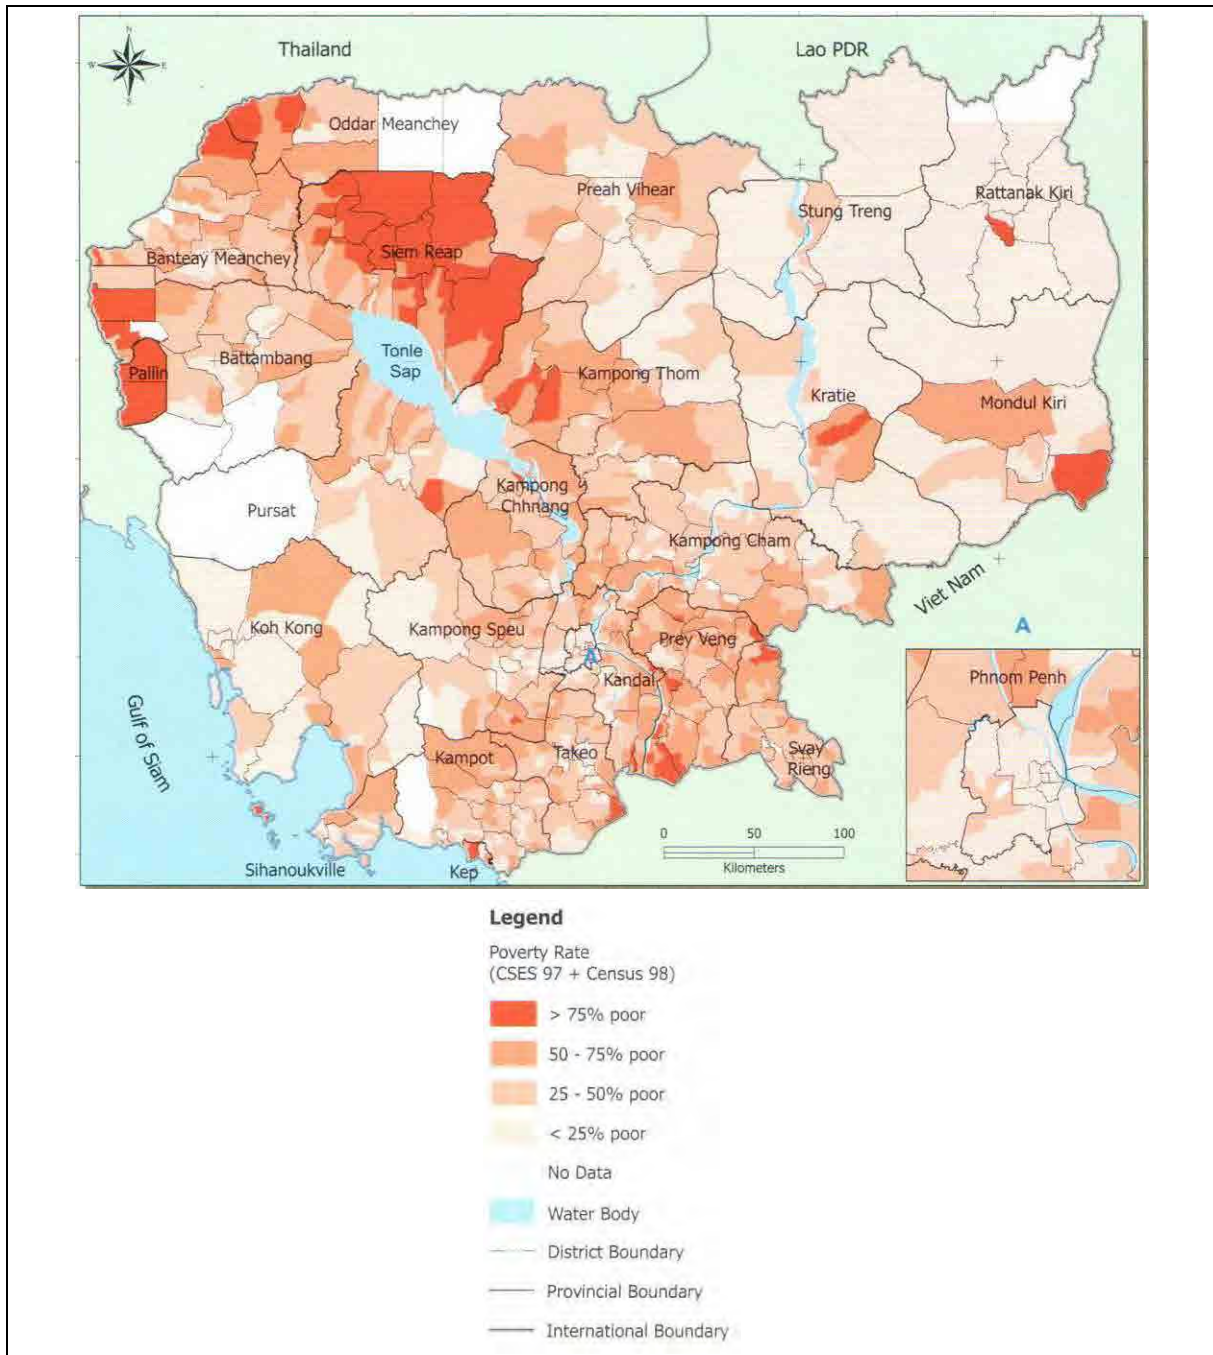 N
W
E
S
Thailand
Lao PDR
Oddar Meanchey
Preah Vihear
Stung Treng
Rattanak Kiri
Banteay Meanchey
Siem Reap
Battambang
Tonle
Sap
Pailin
Kampong Thom
Kratie
Mondul Kiri
Pursat
Kampong
Chhnang
Kampong Cham
Viet Nam
Koh Kong
Kampong Speu
Prey Veng
A
Kandal
A
Phnom Penh
Gulf of Siam
Kampot
Takeo
Svay
Rieng
0 50 100
Kilometers
Sihanoukville
Kep
Legend
Poverty Rate
(CSES 97 + Census 98)
> 75% poor
50 - 75% poor
25 - 50% poor
< 25% poor
No Data
Water Body
District Boundary
Provincial Boundary
International Boundary